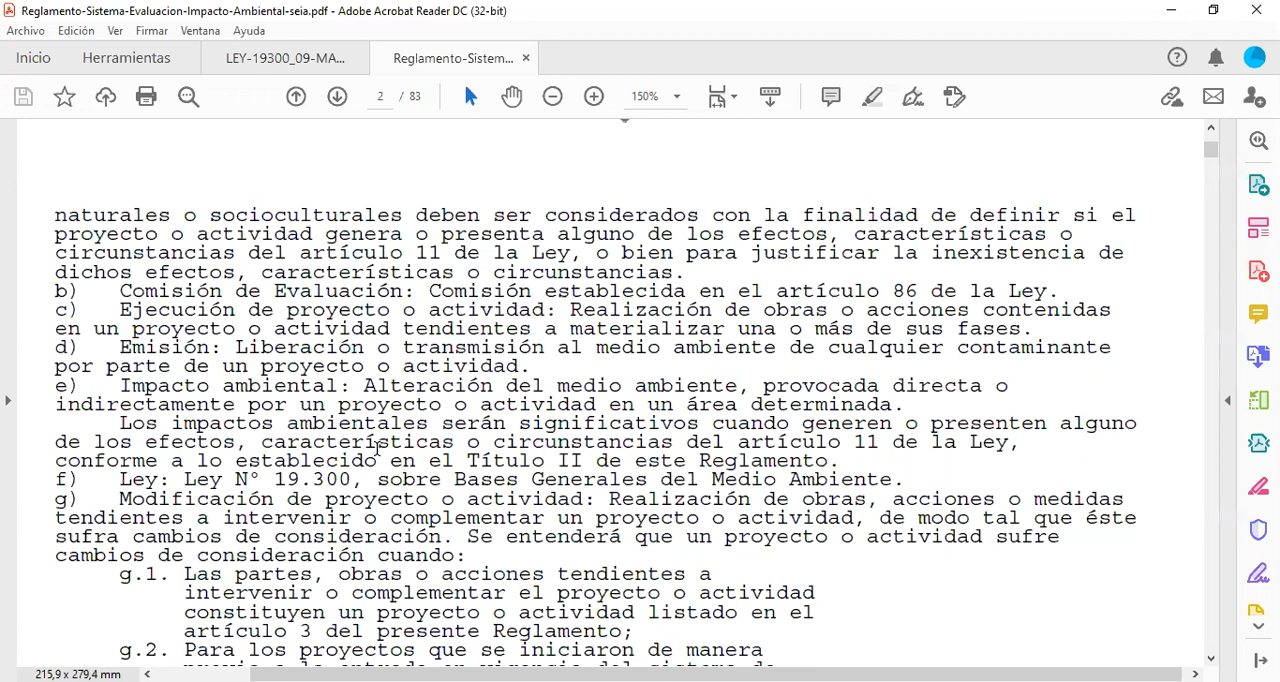 Reglamento-Sistema-Evaluacion-Impacto-Ambiental-seia.pdf - Adobe Acrobat Reader DC (32-bit)
Archivo Edición Ver Firmar Ventana Ayuda
Inicio Herramientas LEY-19300_09-MA... Reglamento-Sistem... ×
2 / 83 150%
naturales o socioculturales deben ser considerados con la finalidad de definir si el
proyecto o actividad genera o presenta alguno de los efectos, características o
circunstancias del artículo 11 de la Ley, o bien para justificar la inexistencia de
dichos efectos, características o circunstancias.
b) Comisión de Evaluación: Comisión establecida en el artículo 86 de la Ley.
c) Ejecución de proyecto o actividad: Realización de obras o acciones contenidas
en un proyecto o actividad tendientes a materializar una o más de sus fases.
d) Emisión: Liberación o transmisión al medio ambiente de cualquier contaminante
por parte de un proyecto o actividad.
e) Impacto ambiental: Alteración del medio ambiente, provocada directa o
indirectamente por un proyecto o actividad en un área determinada.
Los impactos ambientales serán significativos cuando generen o presenten alguno
de los efectos, características o circunstancias del artículo 11 de la Ley,
conforme a lo establecido en el Título II de este Reglamento.
f) Ley: Ley N° 19.300, sobre Bases Generales del Medio Ambiente.
g) Modificación de proyecto o actividad: Realización de obras, acciones o medidas
tendientes a intervenir o complementar un proyecto o actividad, de modo tal que éste
sufra cambios de consideración. Se entenderá que un proyecto o actividad sufre
cambios de consideración cuando:
g.1. Las partes, obras o acciones tendientes a
intervenir o complementar el proyecto o actividad
constituyen un proyecto o actividad listado en el
artículo 3 del presente Reglamento;
g.2. Para los proyectos que se iniciaron de manera
215,9 x 279,4 mm